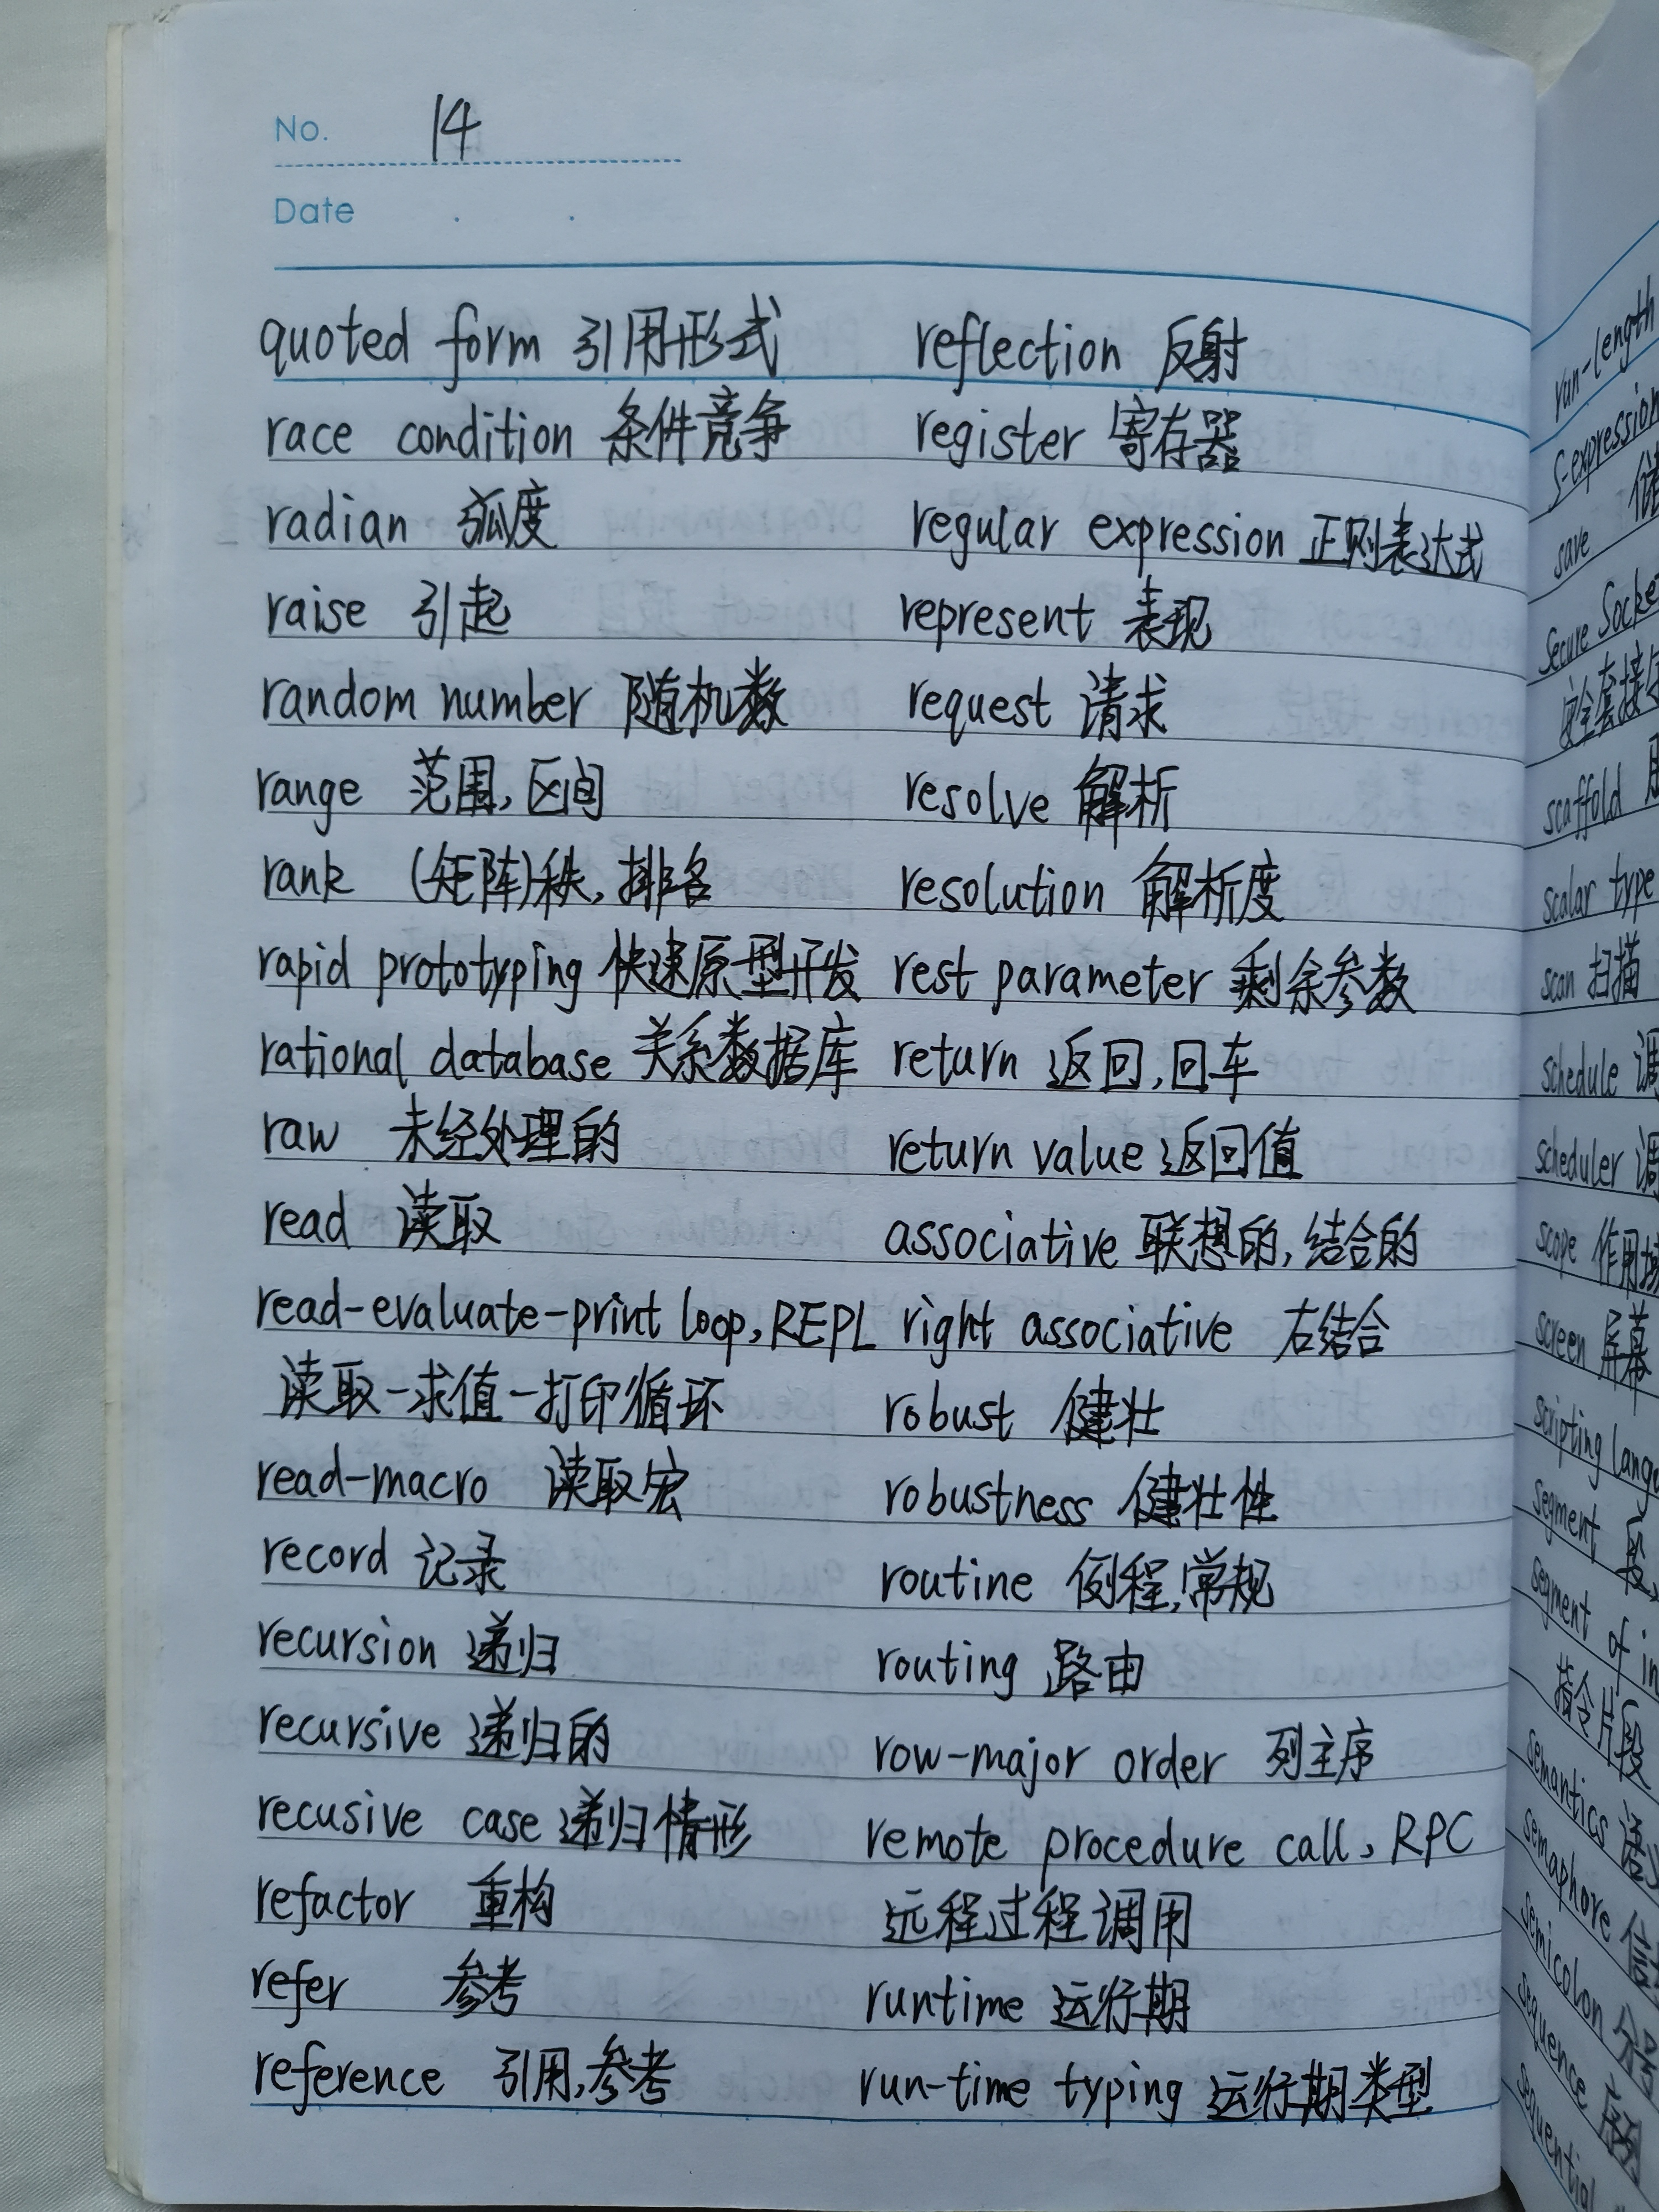 No. 14
Date
quoted form 引用形式
race condition 条件竞争
radian 弧度
raise 引起
random number 随机数
range 范围,区间
rank (矩阵)秩,排名
rapid prototyping 快速原型开发
rational database 关系数据库
raw 未经处理的
read 读取
read-evaluate-print loop, REPL
读取-求值-打印循环
read-macro 读取宏
record 记录
recursion 递归
recursive 递归的
recusive case 递归情形
refactor 重构
refer 参考
reference 引用,参考
reflection 反射
register 寄存器
regular expression 正则表达式
represent 表现
request 请求
resolve 解析
resolution 解析度
rest parameter 剩余参数
return 返回,回车
return value 返回值
associative 联想的,结合的
right associative 右结合
robust 健壮
robustness 健壮性
routine 例程,常规
routing 路由
row-major order 列主序
remote procedure call, RPC
远程过程调用
runtime 运行期
run-time typing 运行期类型
run-length
S-expression
save 储
Secure Socket
安全套接
scaffold
scalar type
scan 扫描
schedule 调
scheduler 调
scope 作用域
screen 屏幕
scripting lang
segment 段
segment of in
指令片段
semantics 语
semaphore 信
semicolon 分号
sequence 序列
sequential